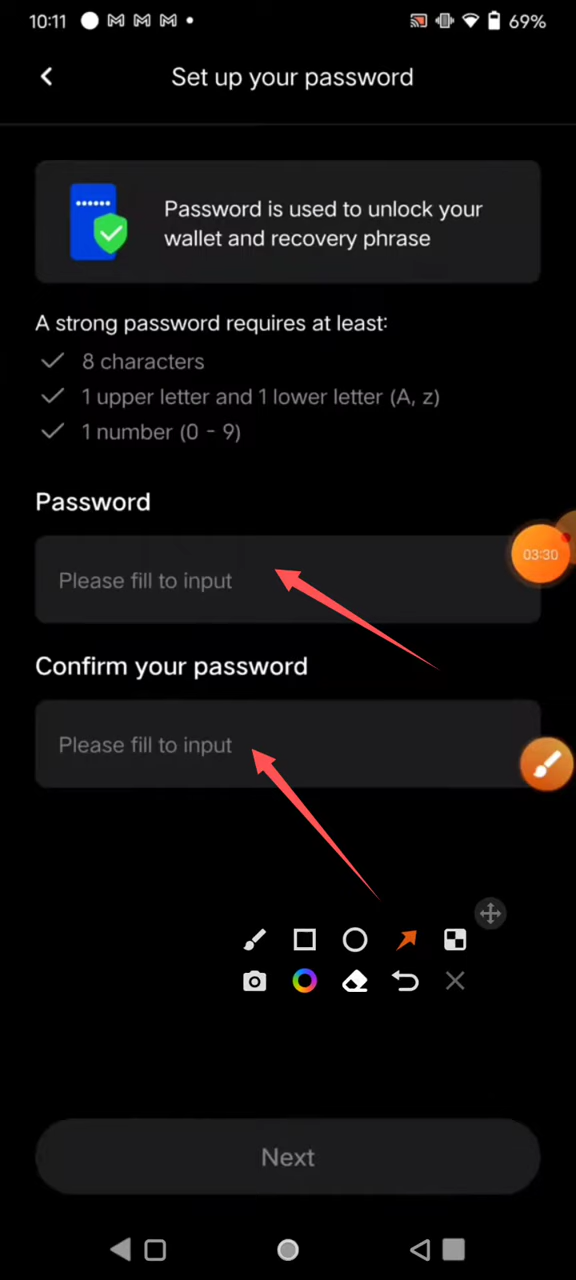 10:11
69%
Set up your password
Password is used to unlock your
wallet and recovery phrase
A strong password requires at least:
8 characters
1 upper letter and 1 lower letter (A, z)
1 number (0 - 9)
Password
Please fill to input
03:30
Confirm your password
Please fill to input
Next